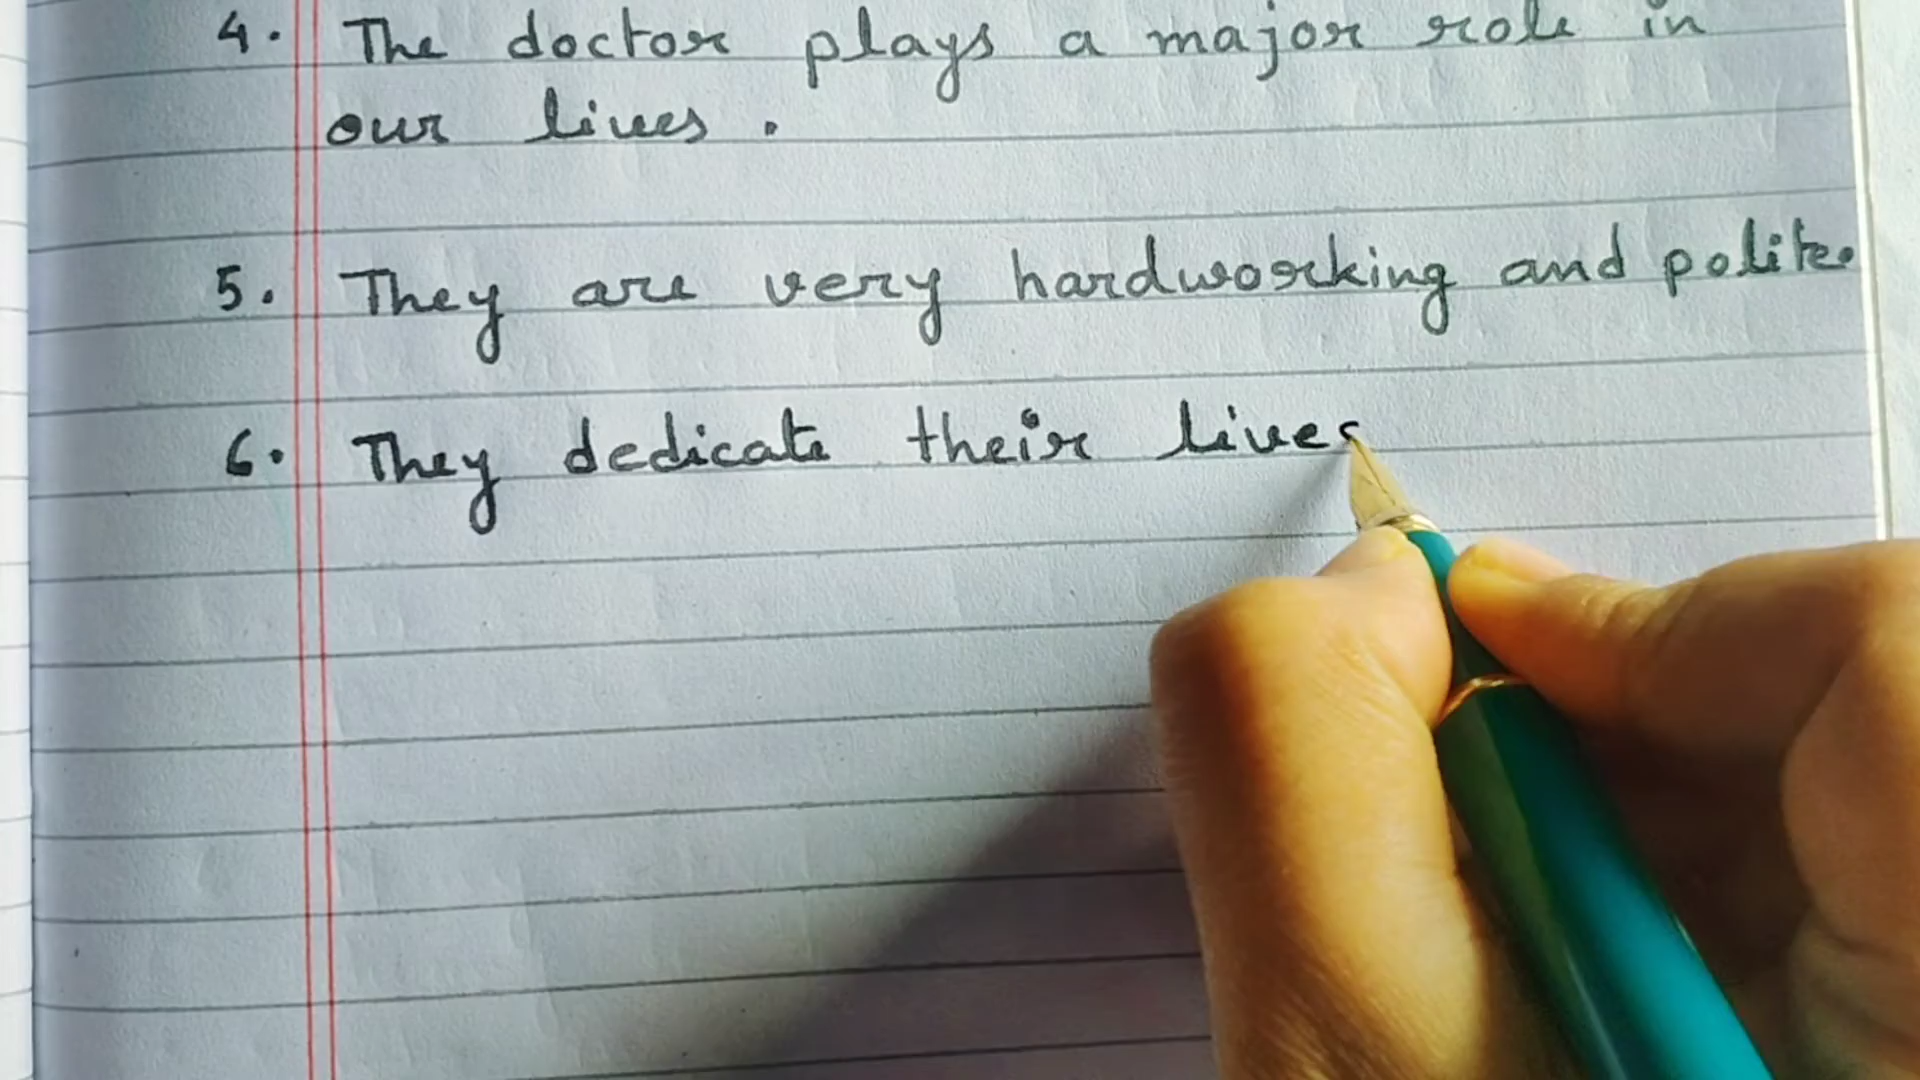 4. The doctor plays a major role in
our lives.
5. They are very hardworking and polite.
6. They dedicate their lives